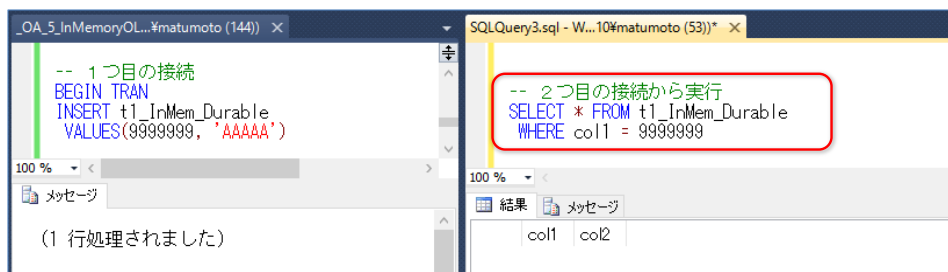 _OA_5_InMemoryOL...¥matumoto (144)) ×
-- 1つ目の接続
BEGIN TRAN
INSERT t1_InMem_Durable
VALUES(9999999, 'AAAAA')
100 %
メッセージ
(1 行処理されました)
SQLQuery3.sql - W...10¥matumoto (53))* ×
-- 2つ目の接続から実行
SELECT * FROM t1_InMem_Durable
WHERE col1 = 9999999
100 %
結果 メッセージ
col1 col2